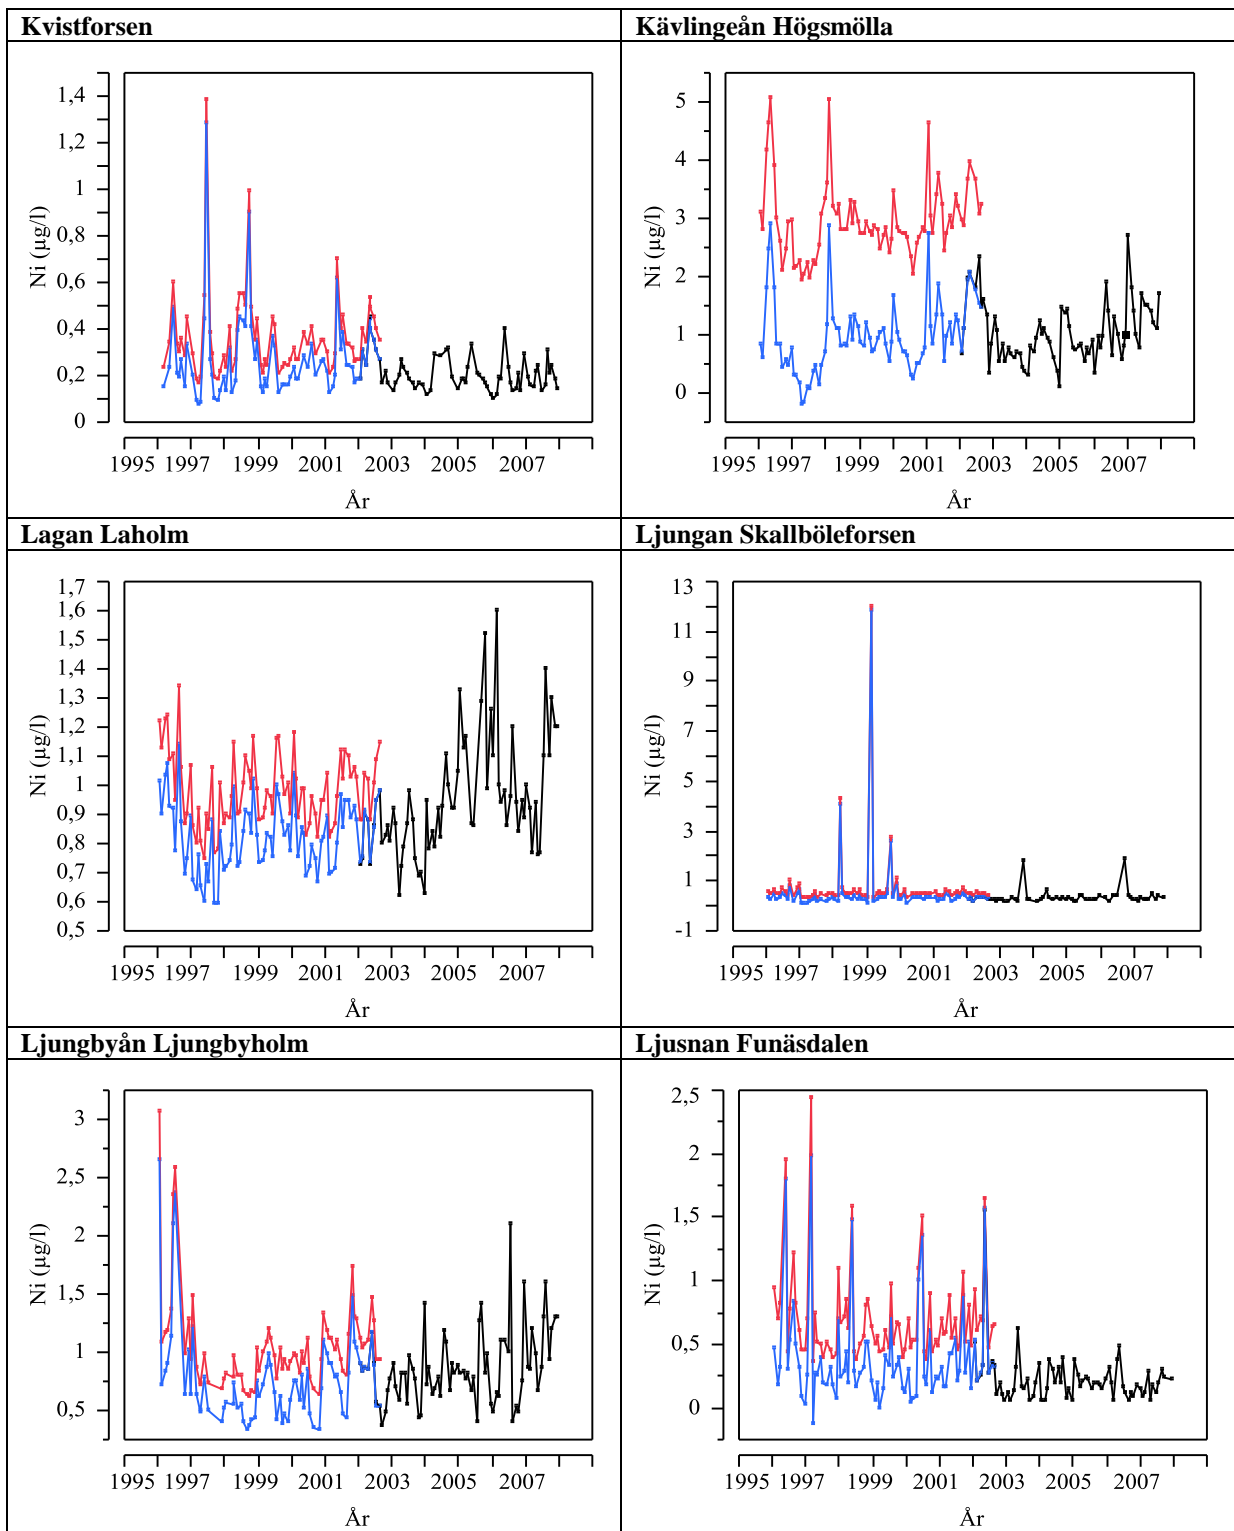 Kvistforsen
Kävlingeån Högsmölla
1,4
1,2
1
0,8
0,6
0,4
0,2
0
Ni (µg/l)
1995 1997 1999 2001 2003 2005 2007
År
5
4
3
2
1
0
Ni (µg/l)
1995 1997 1999 2001 2003 2005 2007
År
Lagan Laholm
Ljungan Skallböleforsen
1,7
1,6
1,5
1,4
1,3
1,2
1,1
1
0,9
0,8
0,7
0,6
0,5
Ni (µg/l)
1995 1997 1999 2001 2003 2005 2007
År
13
11
9
7
5
3
1
-1
Ni (µg/l)
1995 1997 1999 2001 2003 2005 2007
År
Ljungbyån Ljungbyholm
Ljusnan Funäsdalen
3
2,5
2
1,5
1
0,5
Ni (µg/l)
1995 1997 1999 2001 2003 2005 2007
År
2,5
2
1,5
1
0,5
0
Ni (µg/l)
1995 1997 1999 2001 2003 2005 2007
År